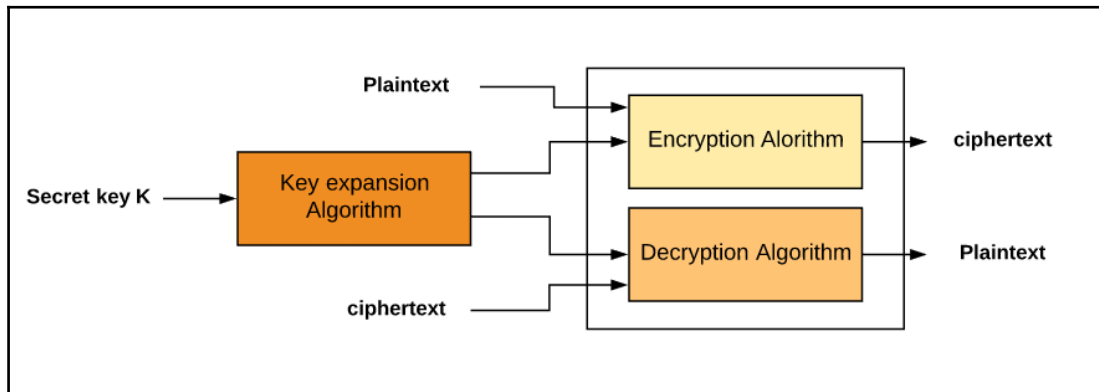 Plaintext
Encryption Alorithm
ciphertext
Secret key K
Key expansion
Algorithm
Decryption Algorithm
Plaintext
ciphertext